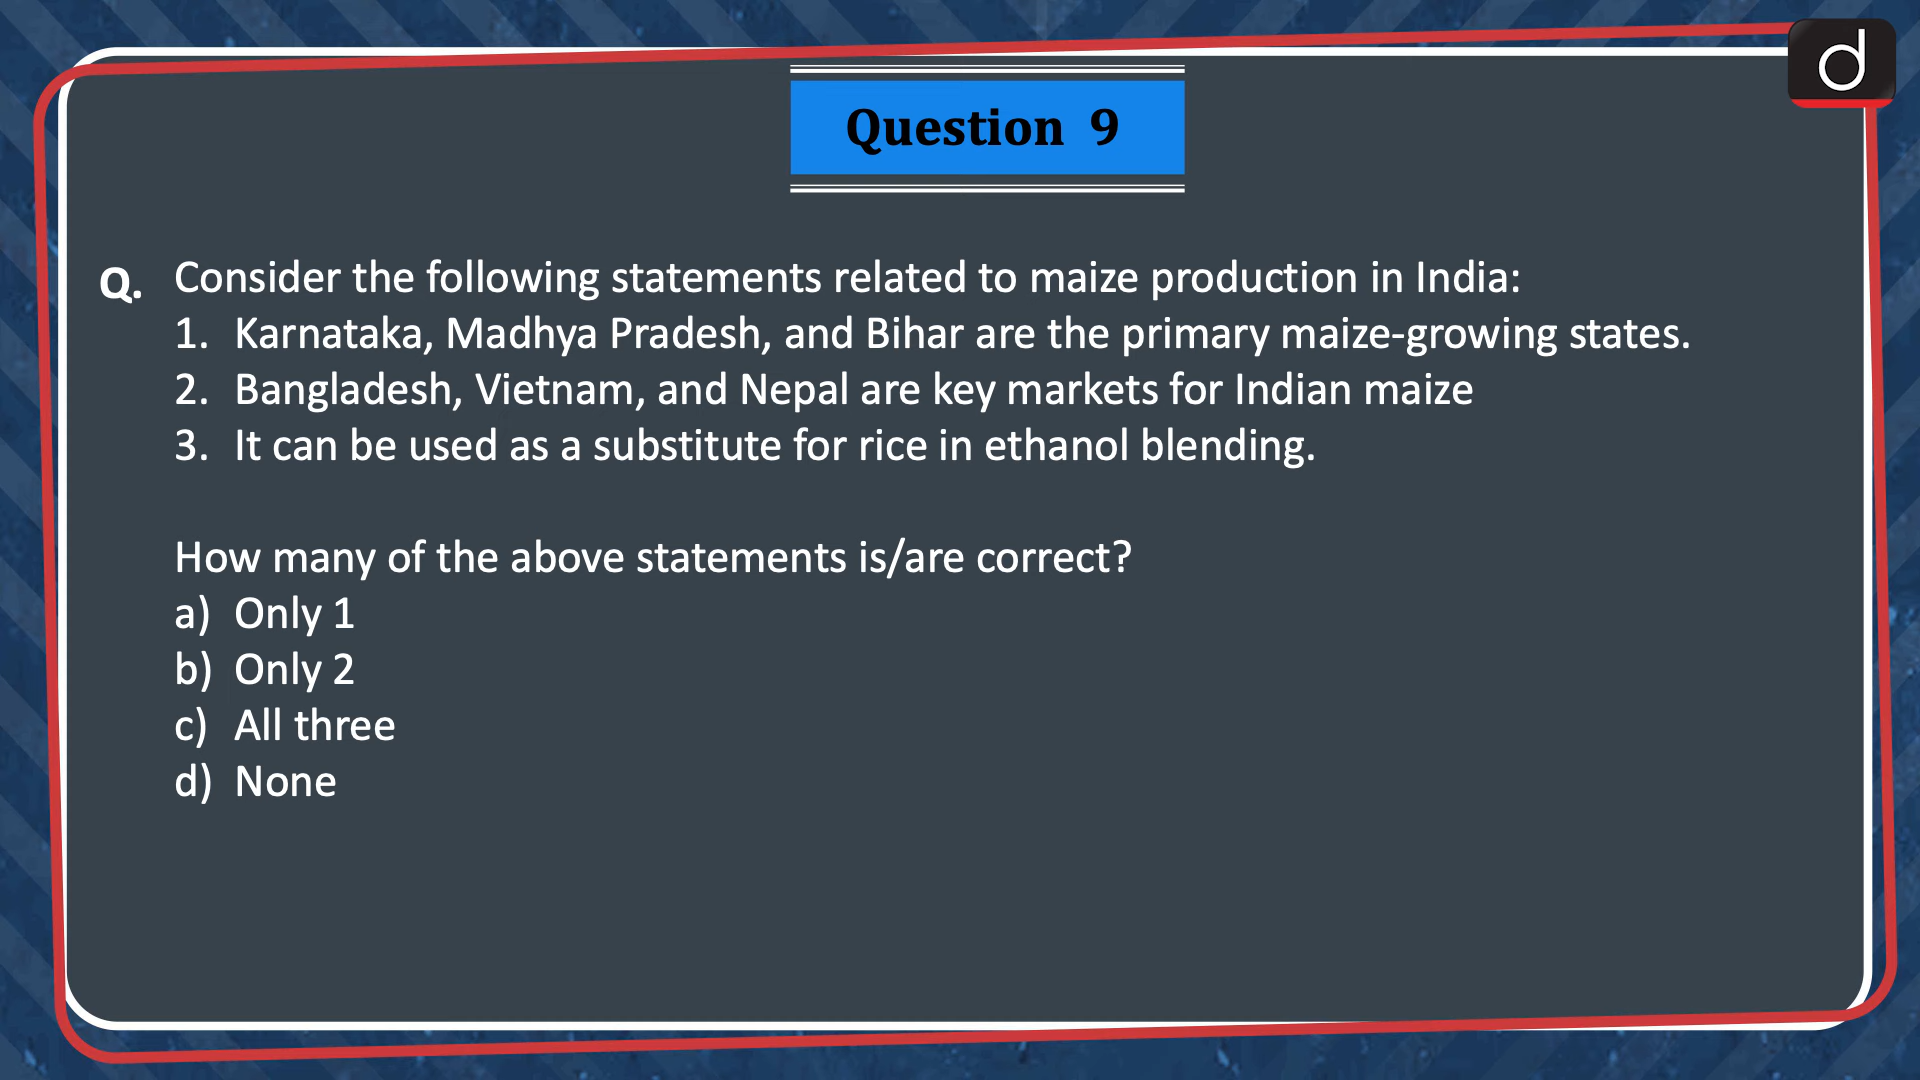 Question 9
Q. Consider the following statements related to maize production in India:
1. Karnataka, Madhya Pradesh, and Bihar are the primary maize-growing states.
2. Bangladesh, Vietnam, and Nepal are key markets for Indian maize
3. It can be used as a substitute for rice in ethanol blending.
How many of the above statements is/are correct?
a) Only 1
b) Only 2
c) All three
d) None